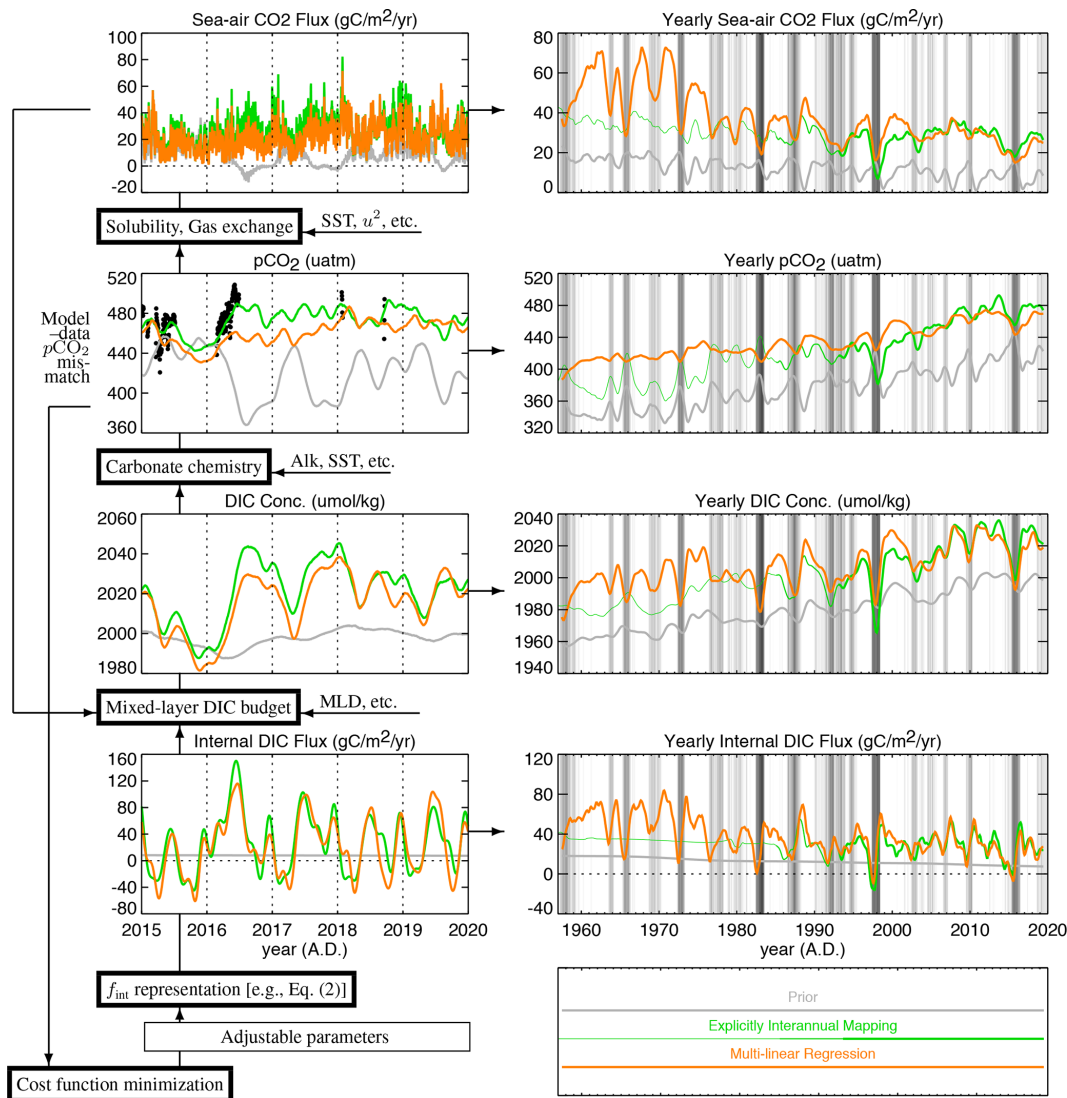 Sea-air CO2 Flux (gC/m2/yr)
100
80
60
40
20
0
-20
Yearly Sea-air CO2 Flux (gC/m2/yr)
80
60
40
20
0
Solubility, Gas exchange
SST, u², etc.
pCO2 (uatm)
520
480
440
400
360
Model
–data
pCO2
mis-
match
Yearly pCO2 (uatm)
520
480
440
400
360
320
Carbonate chemistry
Alk, SST, etc.
DIC Conc. (umol/kg)
2060
2040
2020
2000
1980
Yearly DIC Conc. (umol/kg)
2040
2020
2000
1980
1960
1940
Mixed-layer DIC budget
MLD, etc.
Internal DIC Flux (gC/m2/yr)
160
120
80
40
0
-40
-80
2015 2016 2017 2018 2019 2020
year (A.D.)
Yearly Internal DIC Flux (gC/m2/yr)
120
80
40
0
-40
1960 1970 1980 1990 2000 2010 2020
year (A.D.)
fint representation [e.g., Eq. (2)]
Adjustable parameters
Cost function minimization
Prior
Explicitly Interannual Mapping
Multi-linear Regression